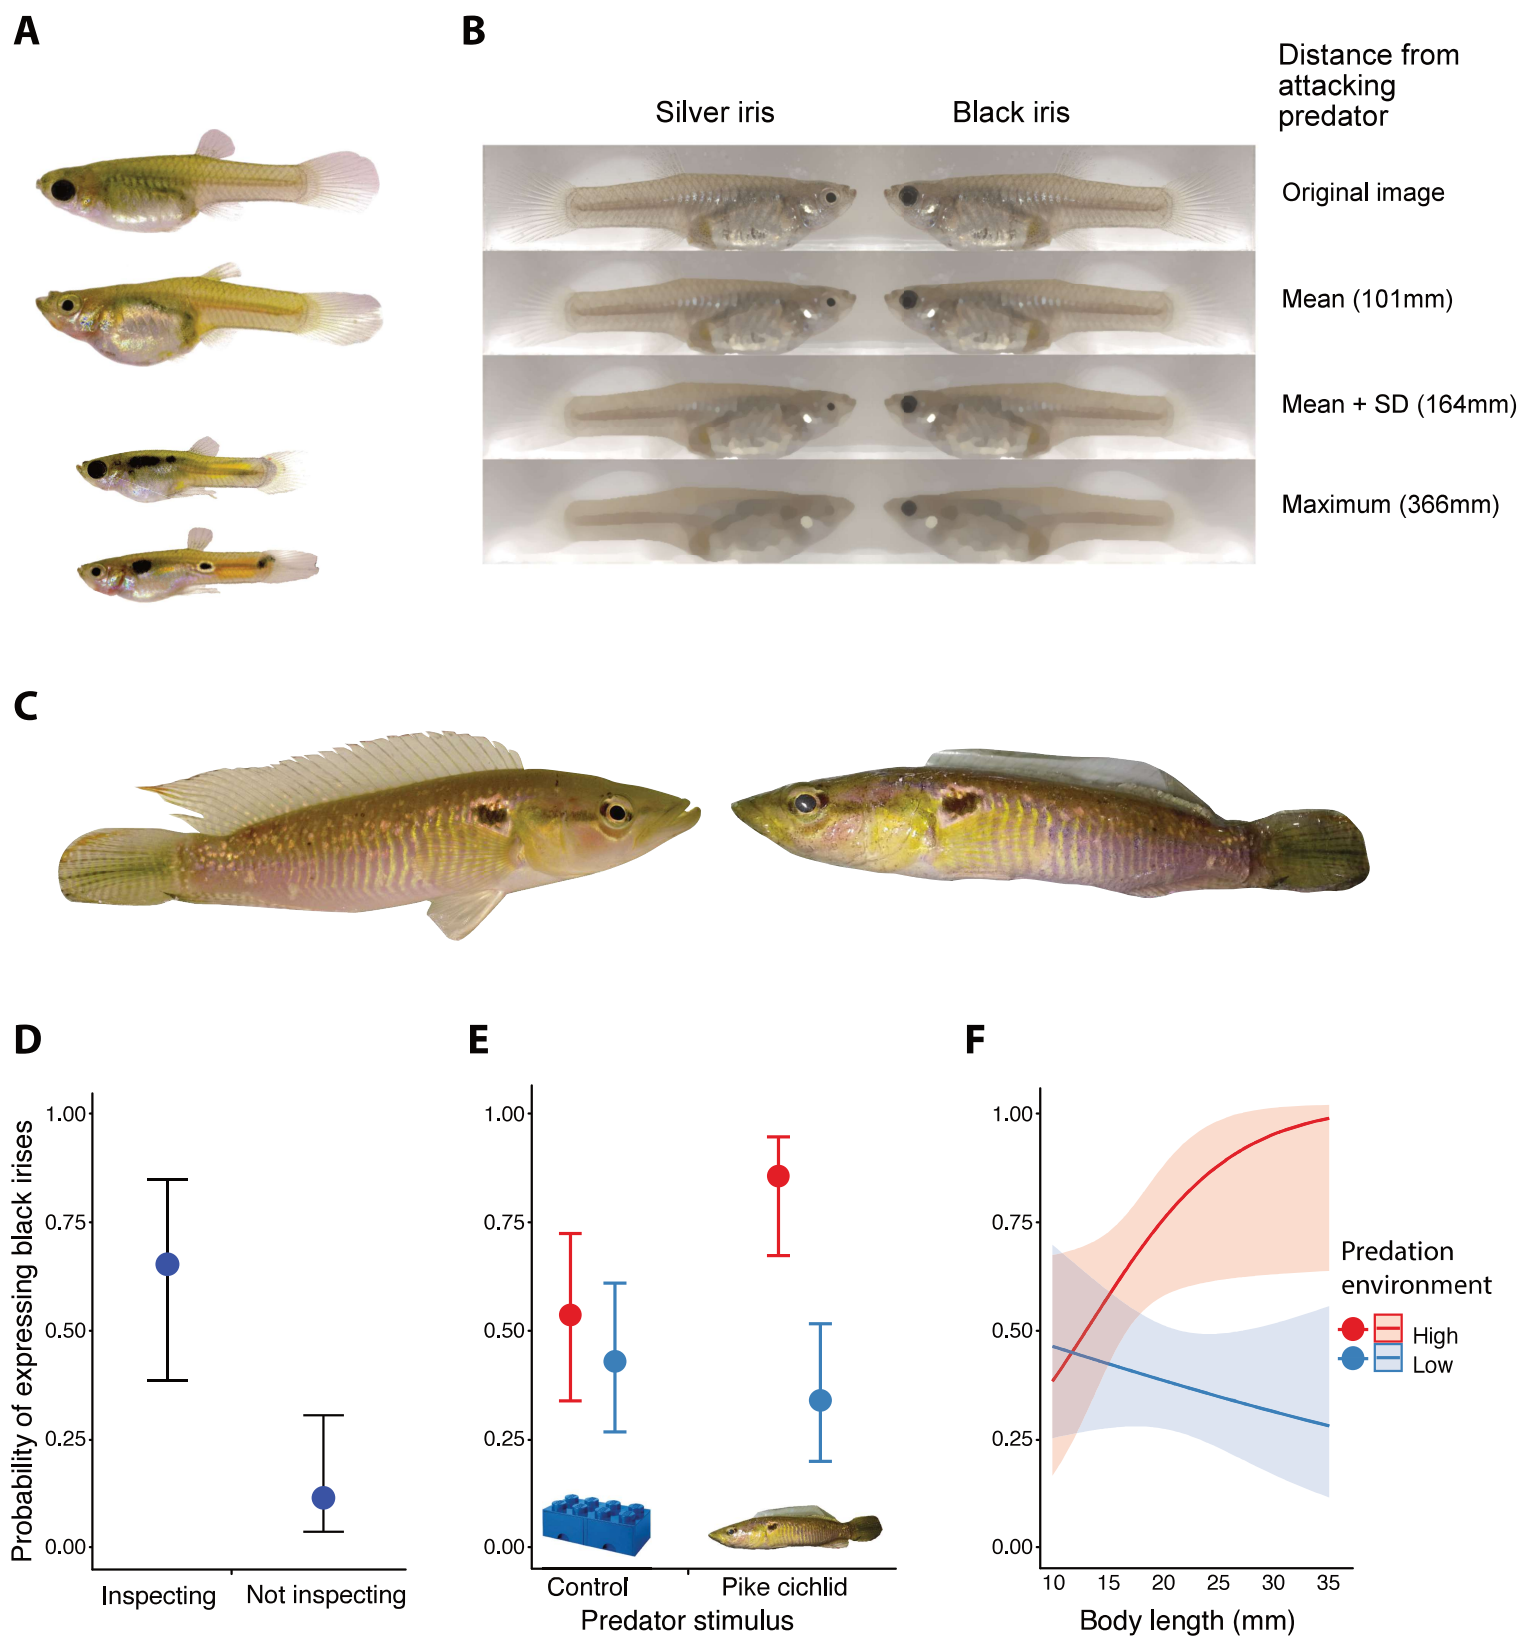 A
B
Distance from
attacking
predator
Silver iris
Black iris
Original image
Mean (101mm)
Mean + SD (164mm)
Maximum (366mm)
C
D
Probability of expressing black irises
1.00
0.75
0.50
0.25
0.00
Inspecting
Not inspecting
E
1.00
0.75
0.50
0.25
0.00
Control
Pike cichlid
Predator stimulus
F
1.00
0.75
0.50
0.25
0.00
10
15
20
25
30
35
Body length (mm)
Predation
environment
High
Low